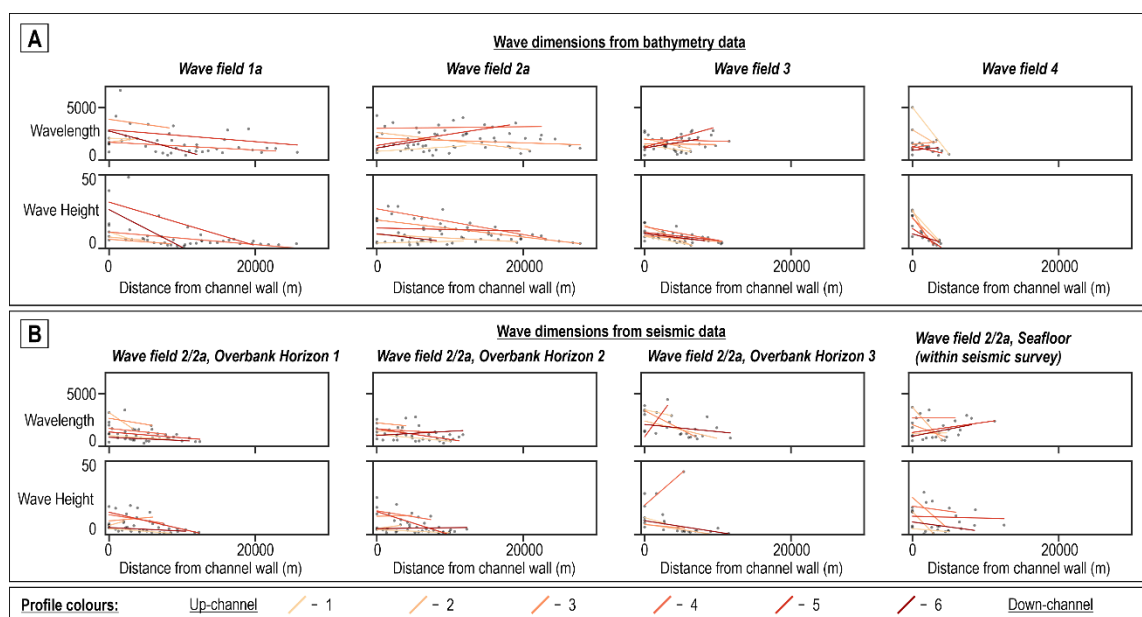 A
Wave dimensions from bathymetry data
Wave field 1a
Wave field 2a
Wave field 3
Wave field 4
5000
Wavelength
0
50
Wave Height
0
0 20000
0 20000
0 20000
0 20000
Distance from channel wall (m)
Distance from channel wall (m)
Distance from channel wall (m)
Distance from channel wall (m)
B
Wave dimensions from seismic data
Wave field 2/2a, Overbank Horizon 1
Wave field 2/2a, Overbank Horizon 2
Wave field 2/2a, Overbank Horizon 3
Wave field 2/2a, Seafloor
(within seismic survey)
5000
Wavelength
0
50
Wave Height
0
0 20000
0 20000
0 20000
0 20000
Distance from channel wall (m)
Distance from channel wall (m)
Distance from channel wall (m)
Distance from channel wall (m)
Profile colours: Up-channel - 1 - 2 - 3 - 4 - 5 - 6 Down-channel